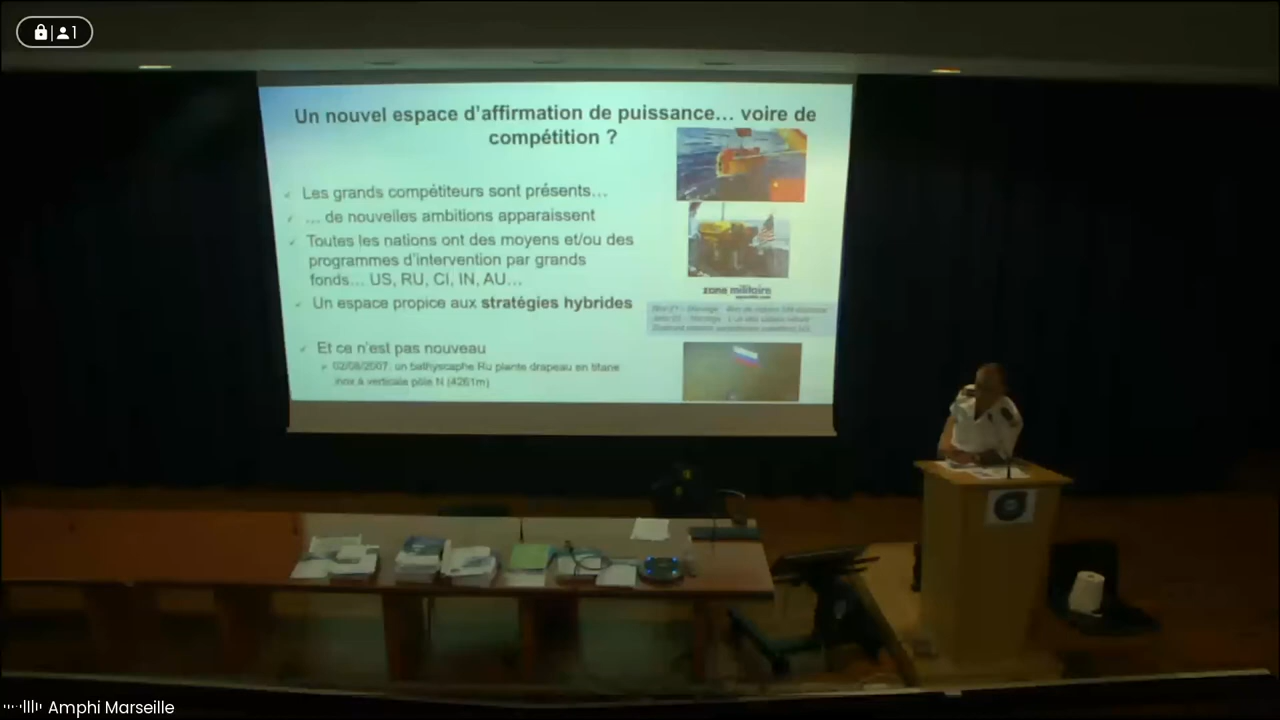 1
Un nouvel espace d'affirmation de puissance… voire de
compétition ?
Les grands compétiteurs sont présents…
… de nouvelles ambitions apparaissent
Toutes les nations ont des moyens et/ou des
programmes d'intervention par grands
fonds… US, RU, CI, IN, AU…
Un espace propice aux stratégies hybrides
zone militaire
Et ce n'est pas nouveau
02/08/2007: un bathyscaphe Ru plante drapeau en titane
inox à verticale pôle N (4261m)
Amphi Marseille